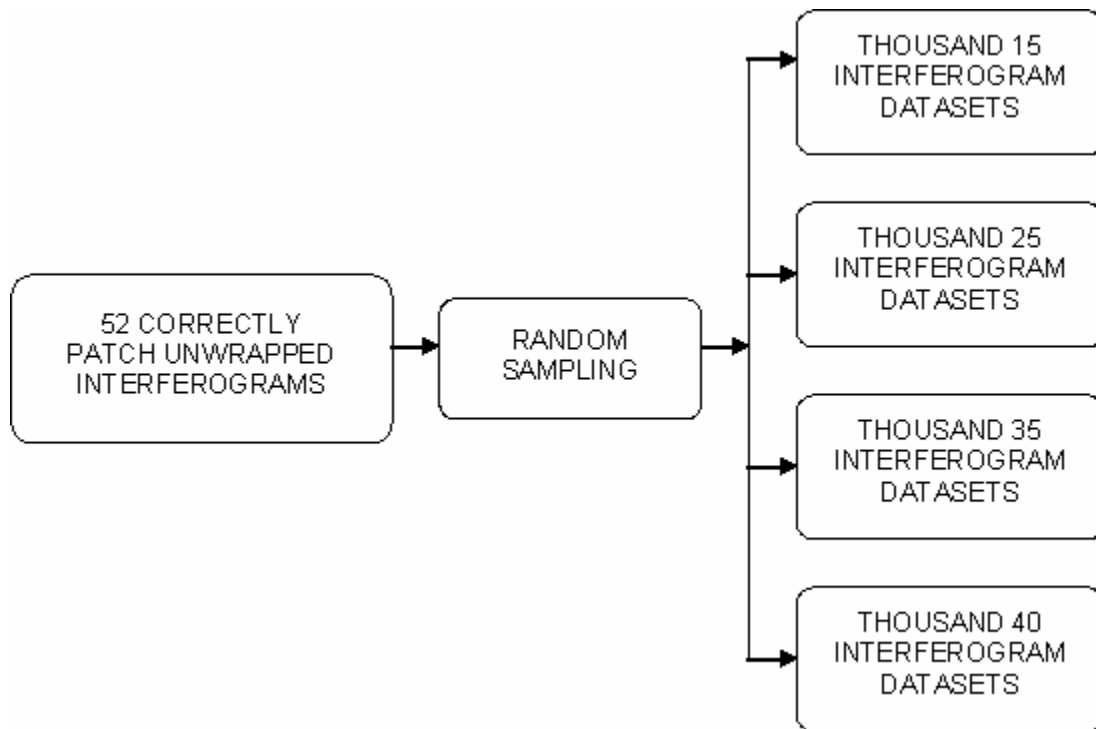 52 CORRECTLY
PATCH UNWRAPPED
INTERFEROGRAMS
RANDOM
SAMPLING
THOUSAND 15
INTERFEROGRAM
DATASETS
THOUSAND 25
INTERFEROGRAM
DATASETS
THOUSAND 35
INTERFEROGRAM
DATASETS
THOUSAND 40
INTERFEROGRAM
DATASETS